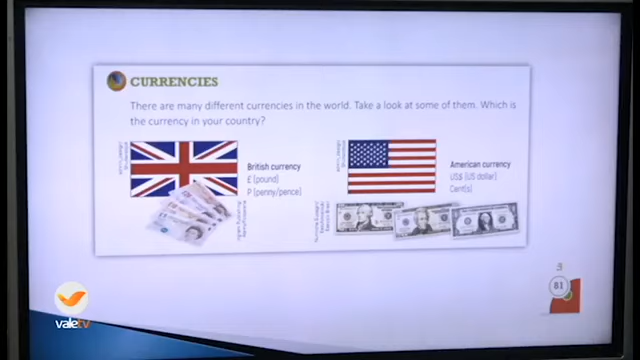 CURRENCIES
There are many different currencies in the world. Take a look at some of them. Which is
the currency in your country?
British currency
£ (pound)
P (penny/pence)
American currency
US$ (US dollar)
Cent(s)
81
valetv